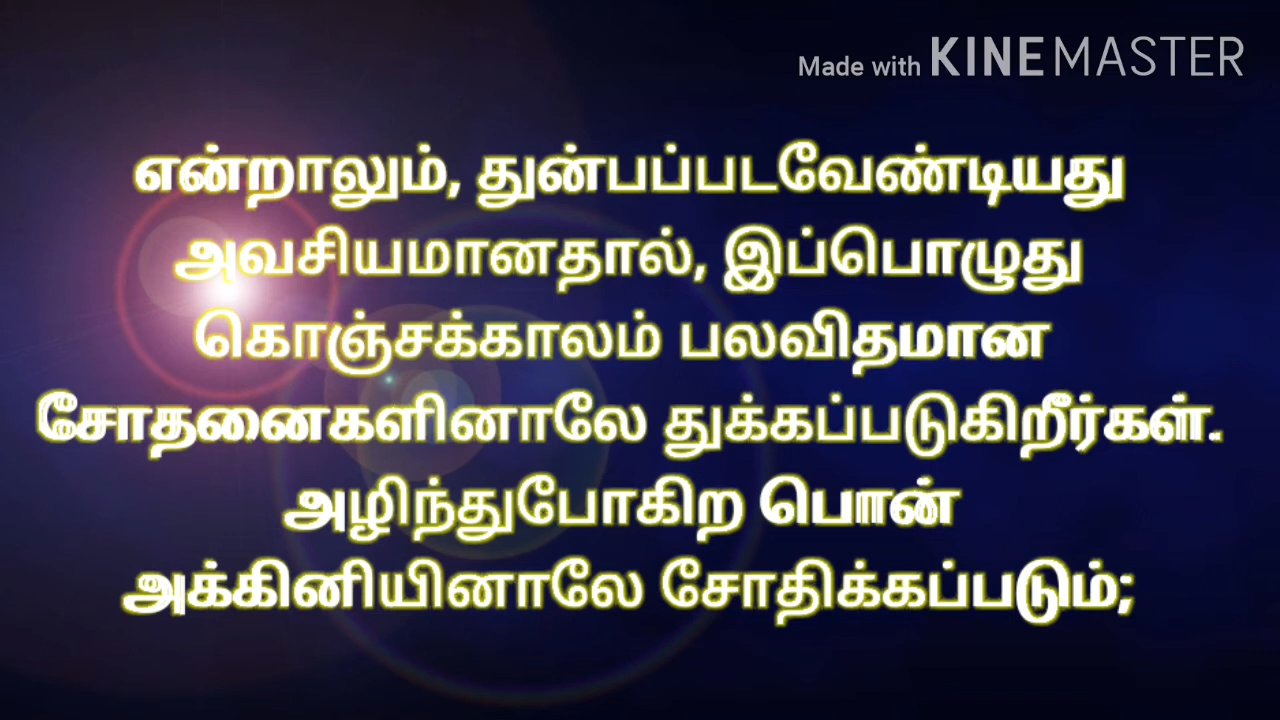 Made with KINEMASTER
என்றாலும், துன்பப்படவேண்டியது
அவசியமானதால், இப்பொழுது
கொஞ்சக்காலம் பலவிதமான
சோதனைகளினாலே துக்கப்படுகிறீர்கள்.
அழிந்துபோகிற பொன்
அக்கினியினாலே சோதிக்கப்படும்;